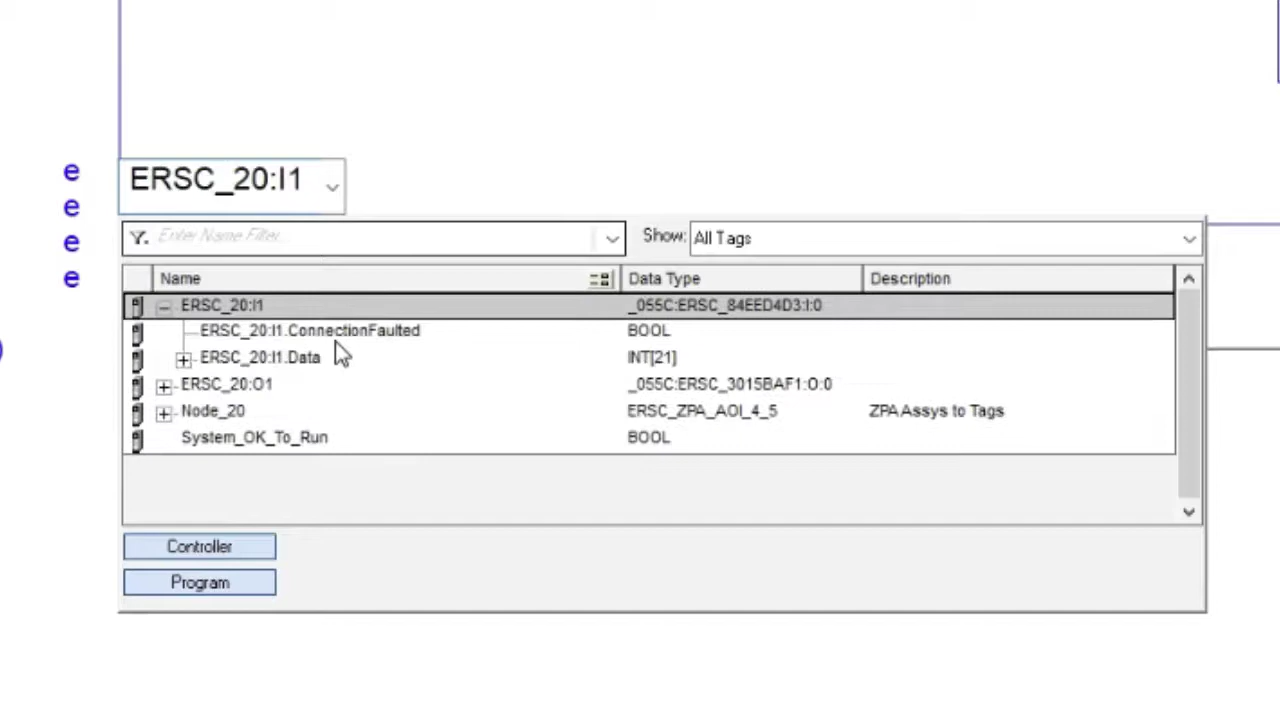 e
ERSC_20:I1
e
e
e
Enter Name Filter...
Show: All Tags
Name Data Type Description
ERSC_20:I1 _055C:ERSC_84EED4D3:I:0
ERSC_20:I1.ConnectionFaulted BOOL
ERSC_20:I1.Data INT[21]
ERSC_20:O1 _055C:ERSC_3015BAF1:O:0
Node_20 ERSC_ZPA_AOI_4_5 ZPA Assys to Tags
System_OK_To_Run BOOL
Controller
Program